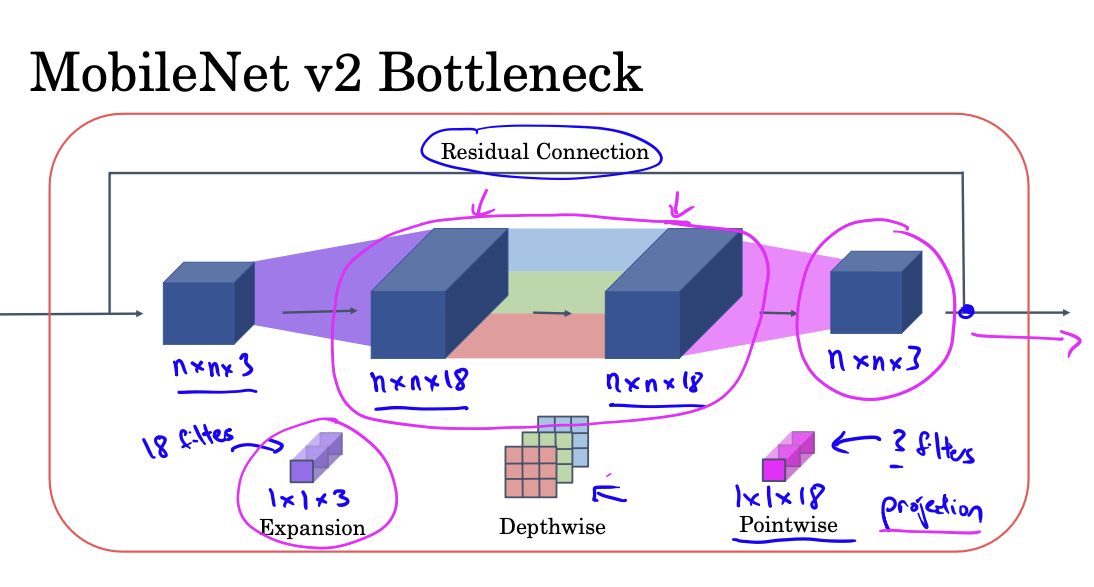 MobileNet v2 Bottleneck
Residual Connection
n×n×3
n×n×18
n×n×18
n×n×3
18 filters
1×1×3
Expansion
Depthwise
1×1×18
Pointwise
3 filters
projection